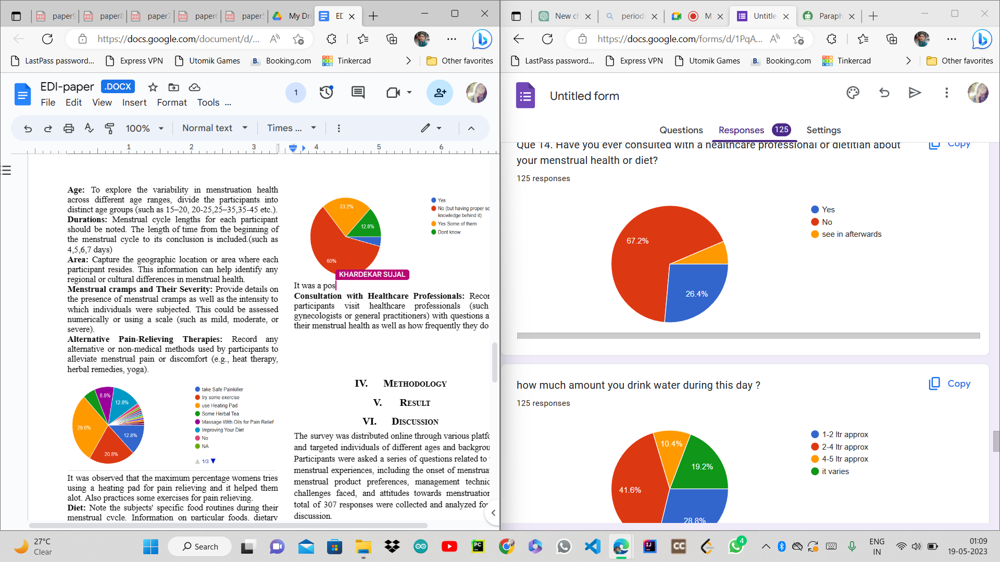 paper9
paper8
paper7
paper6
paper5
My Dri
ED
https://docs.google.com/document/d/...
LastPass password...
Express VPN
Utomik Games
Booking.com
Tinkercad
Other favorites
EDI-paper
.DOCX
1
File
Edit
View
Insert
Format
Tools
...
100%
Normal text
Times ...
1 2 3 4 5 6
Age: To explore the variability in menstruation health
across different age ranges, divide the participants into
distinct age groups (such as 15–20, 20-25,25–35,35-45 etc.).
Durations: Menstrual cycle lengths for each participant
should be noted. The length of time from the beginning of
the menstrual cycle to its conclusion is included.(such as
4,5,6,7 days)
Area: Capture the geographic location or area where each
participant resides. This information can help identify any
regional or cultural differences in menstrual health.
Menstrual cramps and Their Severity: Provide details on
the presence of menstrual cramps as well as the intensity to
which individuals were subjected. This could be assessed
numerically or using a scale (such as mild, moderate, or
severe).
Alternative Pain-Relieving Therapies: Record any
alternative or non-medical methods used by participants to
alleviate menstrual pain or discomfort (e.g., heat therapy,
herbal remedies, yoga).
8.8%
12.8%
29.6%
12.8%
20.8%
take Safe Painkiller
try some exercise
use Heating Pad
Some Herbal Tea
Massage With Oils for Pain Relief
Improving Your Diet
No
NA
1/3
It was observed that the maximum percentage womens tries
using a heating pad for pain relieving and it helped them
alot. Also practices some exercises for pain relieving.
Diet: Note the subjects' specific food routines during their
menstrual cycle. Information on particular foods, dietary
23.2%
12.8%
60%
Yes
No (but having proper sc
knowledge behind it)
Yes Some of them
Dont know
KHARDEKAR SUJAL
It was a pos
Consultation with Healthcare Professionals: Recor
participants visit healthcare professionals (such
gynecologists or general practitioners) with questions a
their menstrual health as well as how frequently they do
IV. METHODOLOGY
V. RESULT
VI. DISCUSSION
The survey was distributed online through various platfo
and targeted individuals of different ages and backgrou
Participants were asked a series of questions related to
menstrual experiences, including the onset of menstrua
menstrual product preferences, management techniq
challenges faced, and attitudes towards menstruation
total of 307 responses were collected and analyzed for
discussion.
New ch
periods
M
Untitle
Paraph
https://docs.google.com/forms/d/1PqA...
LastPass password...
Express VPN
Utomik Games
Booking.com
Tinkercad
Other favorites
Untitled form
Questions
Responses 125
Settings
Que 14. Have you ever consulted with a healthcare professional or dietitian about
your menstrual health or diet?
Copy
125 responses
67.2%
26.4%
Yes
No
see in afterwards
how much amount you drink water during this day ?
Copy
125 responses
10.4%
19.2%
41.6%
28.8%
1-2 ltr approx
2-4 ltr approx
4-5 ltr approx
it varies
27°C
Clear
Search
4
ENG
IN
01:09
19-05-2023